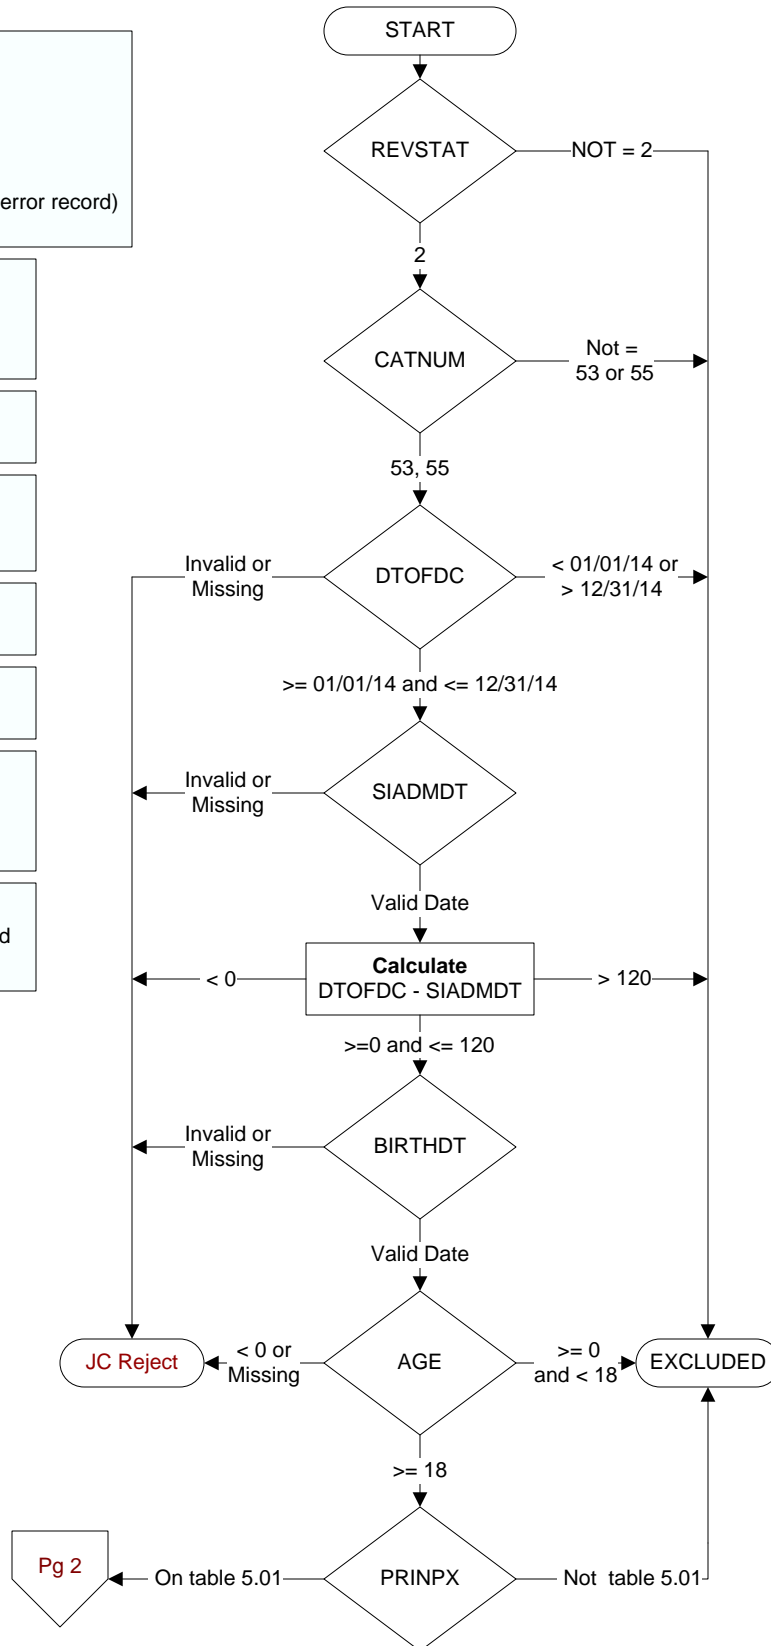 START
REVSTAT
NOT = 2
error record)
2
CATNUM
Not =
53 or 55
53, 55
Invalid or
Missing
DTOFDC
< 01/01/14 or
> 12/31/14
>= 01/01/14 and <= 12/31/14
Invalid or
Missing
SIADMDT
Valid Date
d
< 0
Calculate
DTOFDC - SIADMDT
> 120
>=0 and <= 120
Invalid or
Missing
BIRTHDT
Valid Date
JC Reject
< 0 or
Missing
AGE
>= 0
and < 18
EXCLUDED
>= 18
Pg 2
On table 5.01
PRINPX
Not  table 5.01